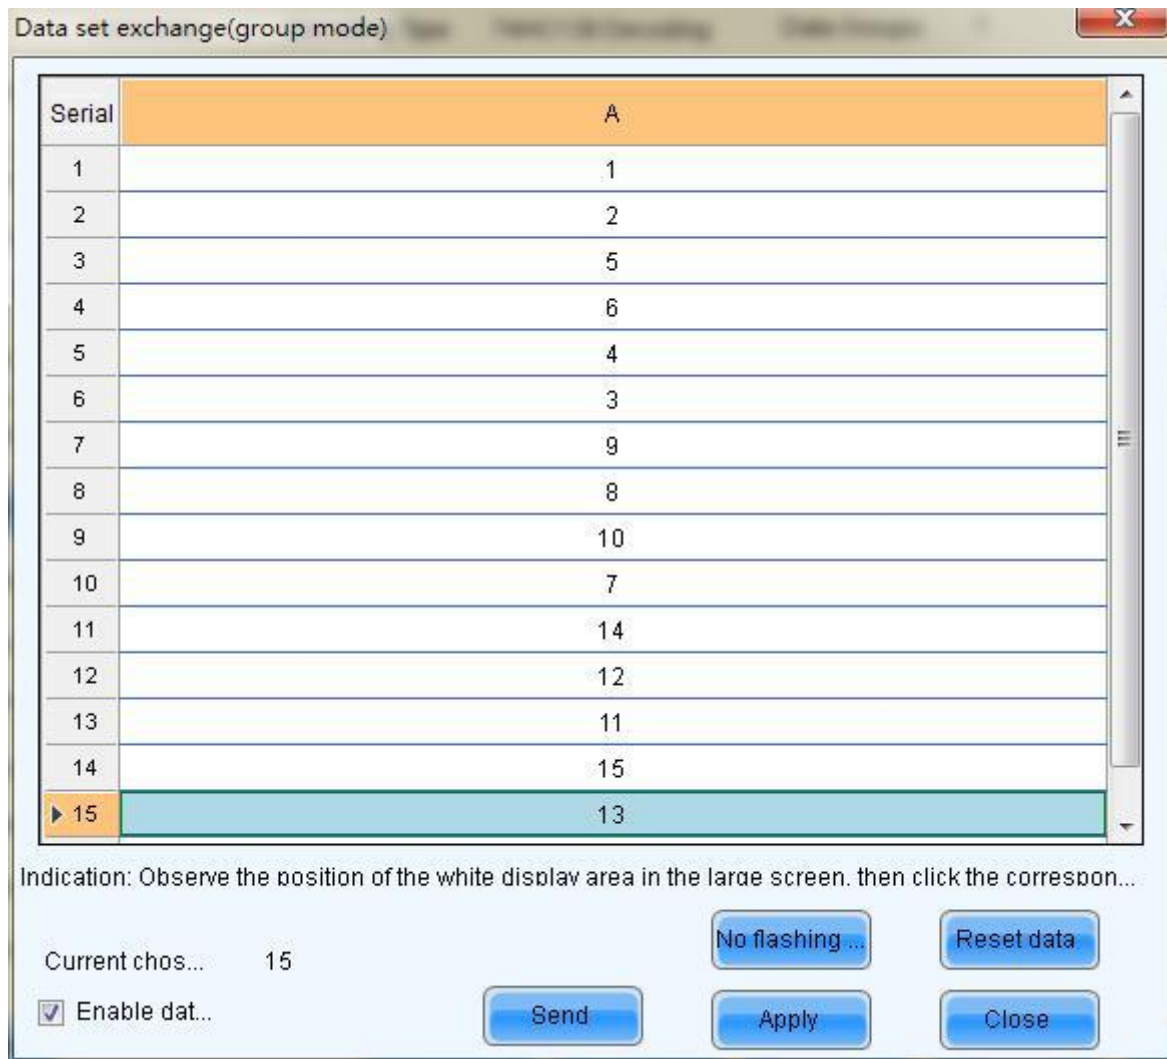 Data set exchange(group mode)
Serial A
1 1
2 2
3 5
4 6
5 4
6 3
7 9
8 8
9 10
10 7
11 14
12 12
13 11
14 15
15 13
Indication: Observe the position of the white display area in the large screen, then click the correspon...
No flashing ... Reset data
Current chos... 15
Enable dat... Send Apply Close